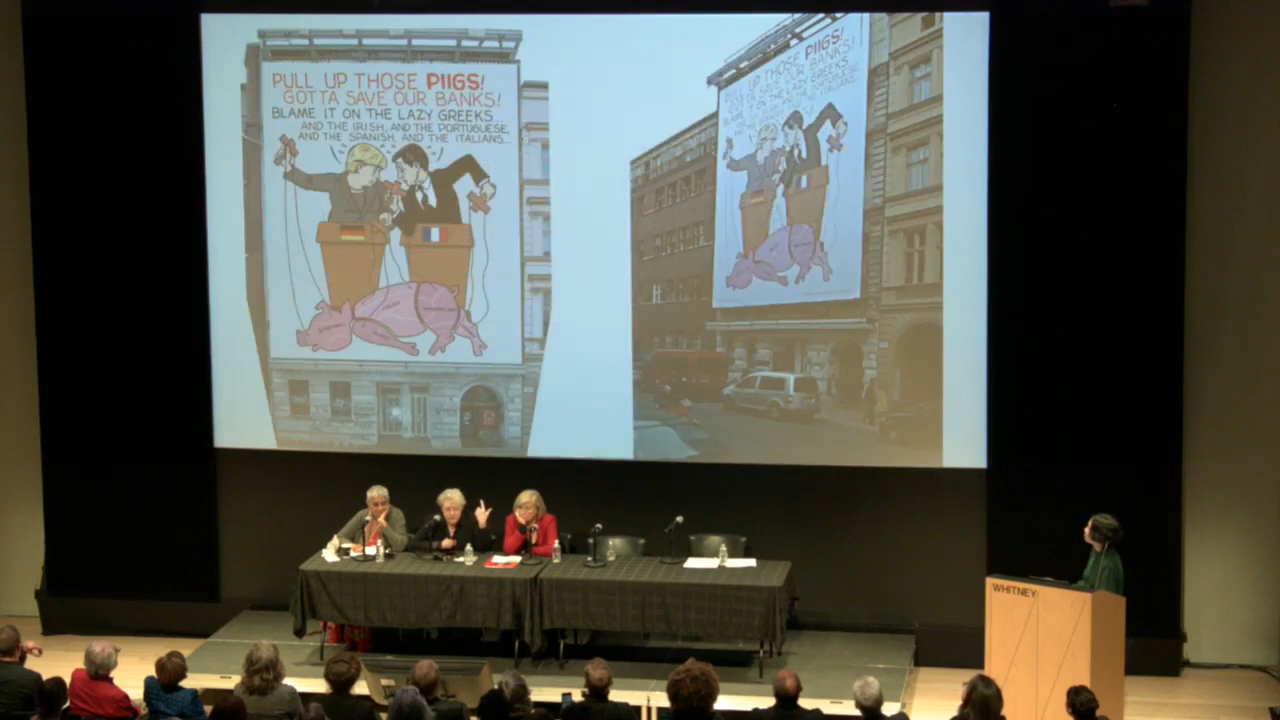 PULL UP THOSE PIIGS!
GOTTA SAVE OUR BANKS!
BLAME IT ON THE LAZY GREEKS...
AND THE IRISH, AND THE PORTUGUESE,
AND THE SPANISH, AND THE ITALIANS...
UP THOSE PIIGS!
WHITNEY